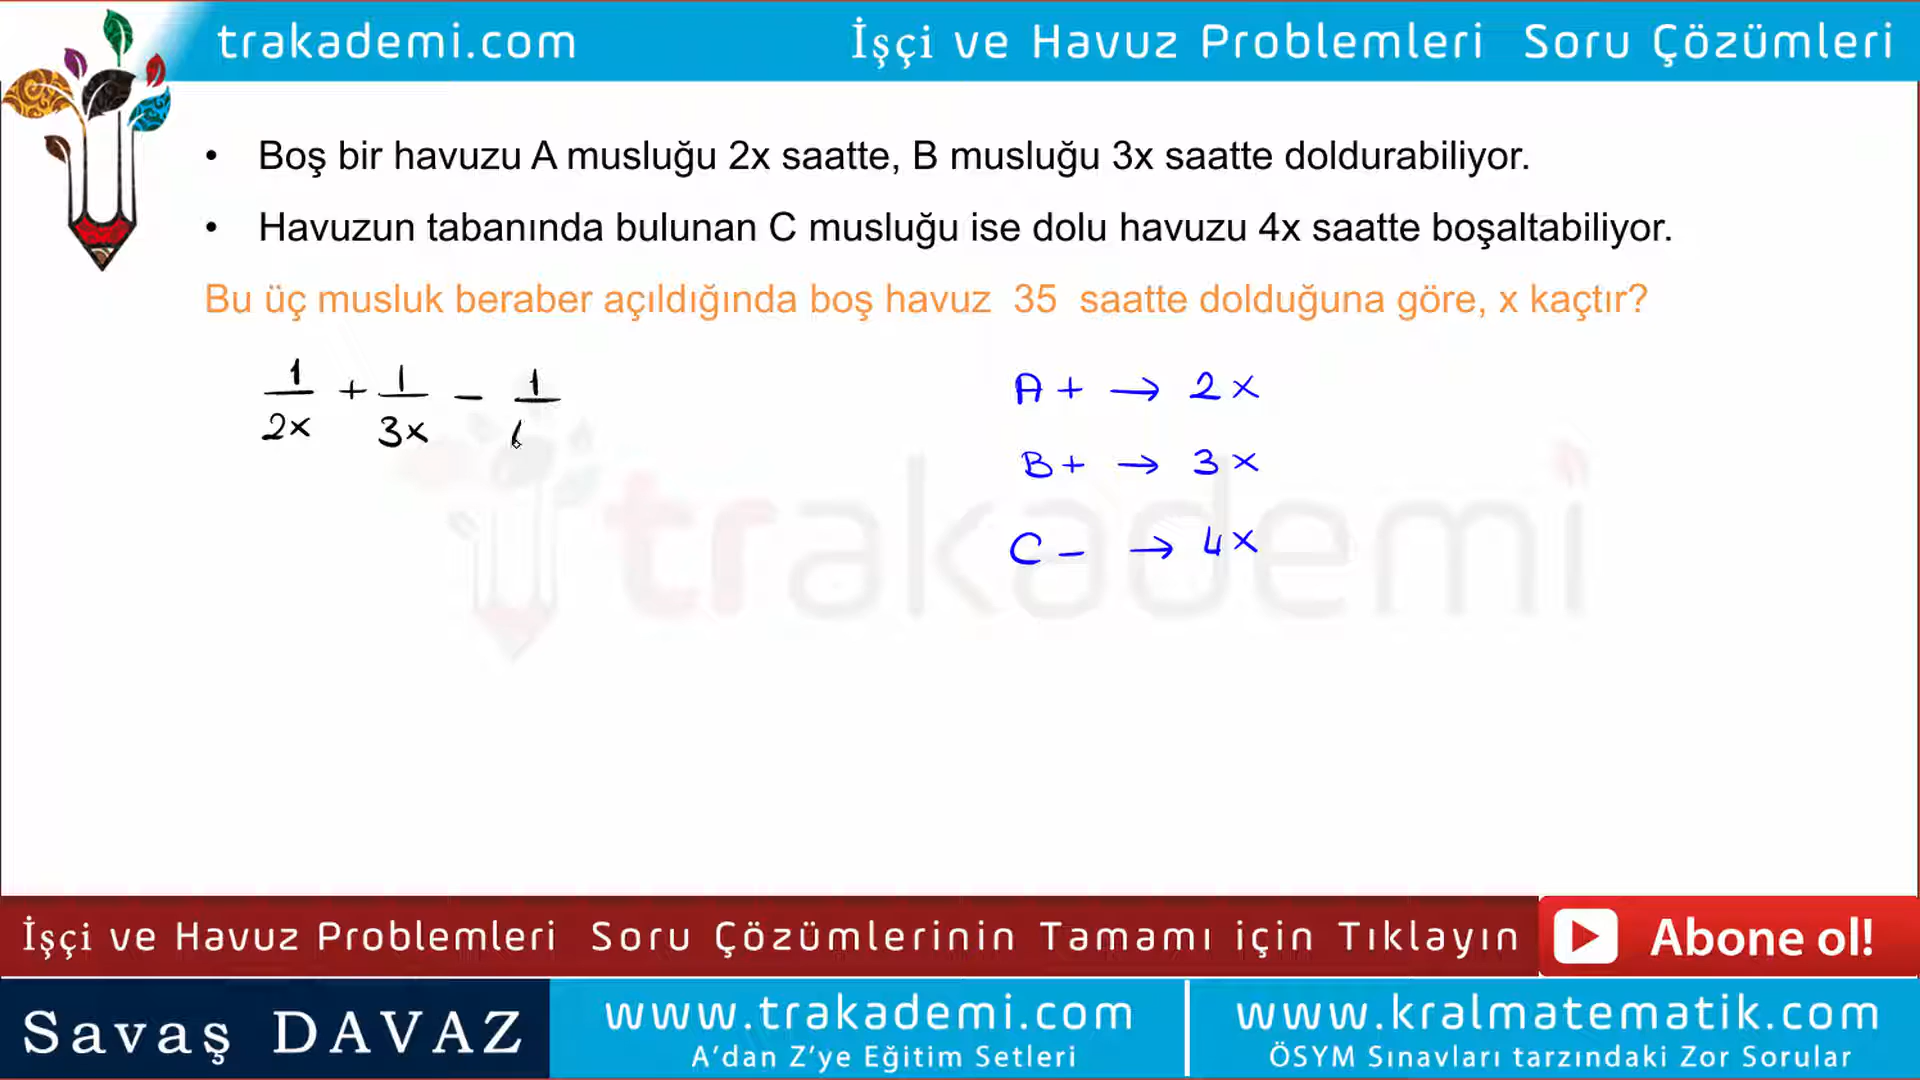 trakademi.com
İşçi ve Havuz Problemleri Soru Çözümleri
• Boş bir havuzu A musluğu 2x saatte, B musluğu 3x saatte doldurabiliyor.
• Havuzun tabanında bulunan C musluğu ise dolu havuzu 4x saatte boşaltabiliyor.
Bu üç musluk beraber açıldığında boş havuz 35 saatte dolduğuna göre, x kaçtır?
1/2x + 1/3x - 1/
A + → 2x
B + → 3x
C - → 4x
trakademi
İşçi ve Havuz Problemleri Soru Çözümlerinin Tamamı için Tıklayın
Abone ol!
Savaş DAVAZ
www.trakademi.com
A'dan Z'ye Eğitim Setleri
www.kralmatematik.com
ÖSYM Sınavları tarzındaki Zor Sorular